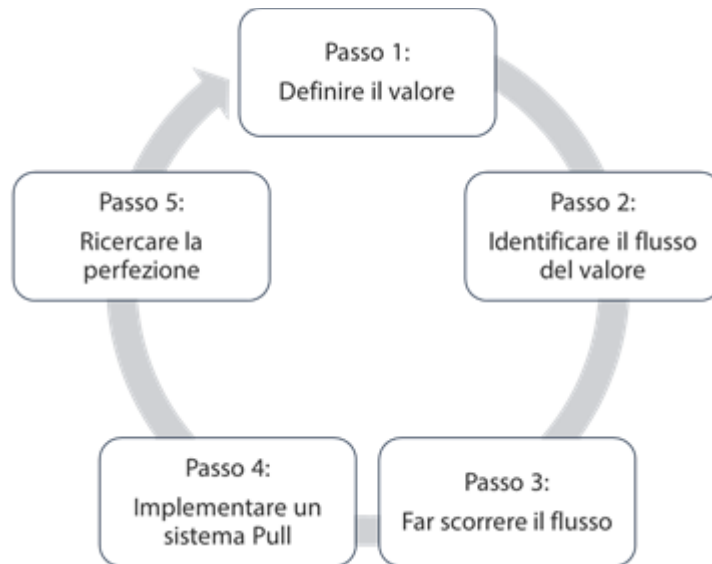 Passo 1:
Definire il valore
Passo 2:
Identificare il flusso
del valore
Passo 3:
Far scorrere il flusso
Passo 4:
Implementare un
sistema Pull
Passo 5:
Ricercare la
perfezione